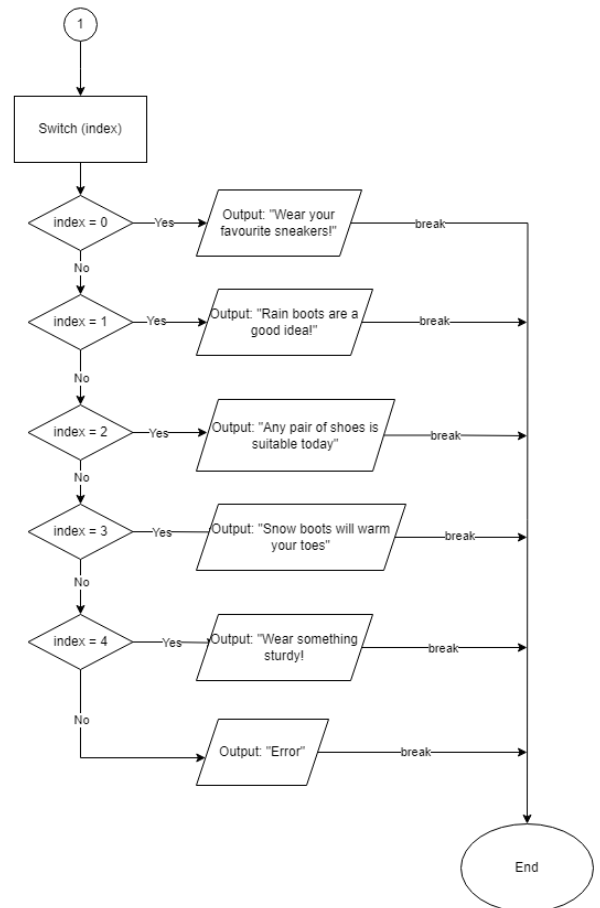 1
Switch (index)
index = 0
Yes
Output: "Wear your
favourite sneakers!"
break
No
index = 1
Yes
Output: "Rain boots are a
good idea!"
break
No
index = 2
Yes
Output: "Any pair of shoes is
suitable today"
break
No
index = 3
Yes
Output: "Snow boots will warm
your toes"
break
No
index = 4
Yes
Output: "Wear something
sturdy!
break
No
Output: "Error"
break
End